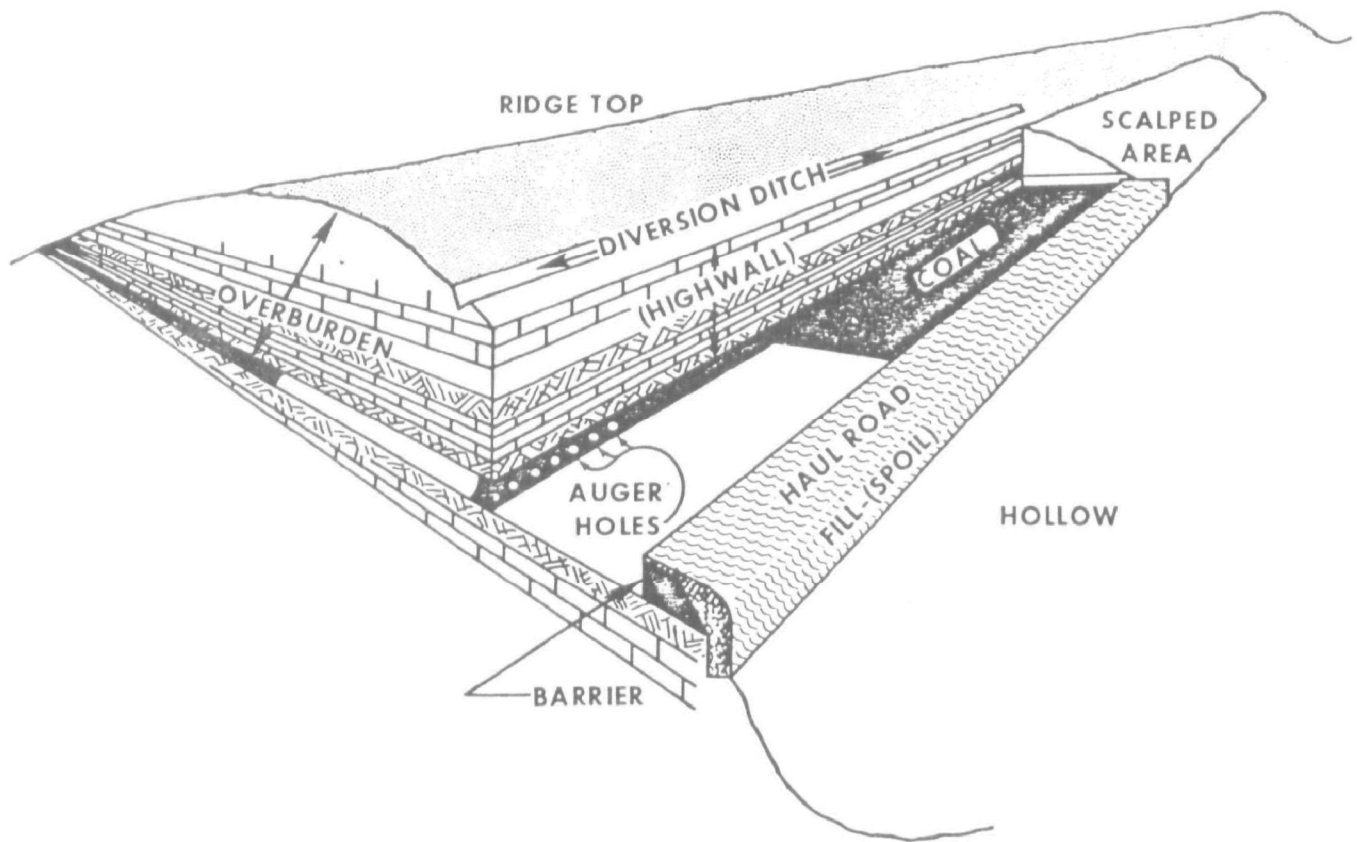 RIDGE TOP
SCALPED
AREA
DIVERSION DITCH
OVERBURDEN
(HIGHWALL)
COAL
HAUL ROAD
FILL-(SPOIL)
AUGER
HOLES
HOLLOW
BARRIER